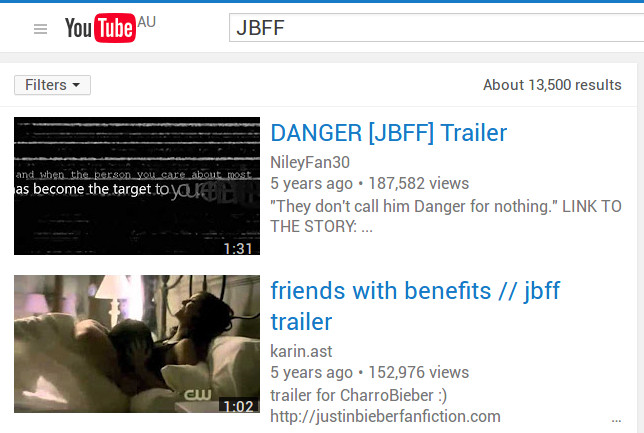 YouTube AU
JBFF
Filters
About 13,500 results
and when the person you care about most
has become the target to
1:31
DANGER [JBFF] Trailer
NileyFan30
5 years ago • 187,582 views
"They don't call him Danger for nothing." LINK TO
THE STORY: ...
CW
1:02
friends with benefits // jbff
trailer
karin.ast
5 years ago • 152,976 views
trailer for CharroBieber :)
http://justinbieberfanfiction.com ...